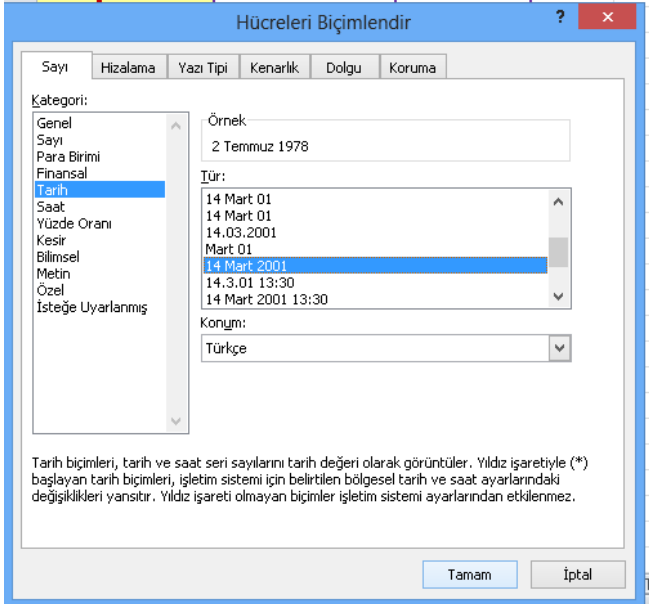 Hücreleri Biçimlendir
?
Sayı
Hizalama
Yazı Tipi
Kenarlık
Dolgu
Koruma
Kategori:
Genel
Sayı
Para Birimi
Finansal
Tarih
Saat
Yüzde Oranı
Kesir
Bilimsel
Metin
Özel
İsteğe Uyarlanmış
Örnek
2 Temmuz 1978
Tür:
14 Mart 01
14 Mart 01
14.03.2001
Mart 01
14 Mart 2001
14.3.01 13:30
14 Mart 2001 13:30
Konum:
Türkçe
Tarih biçimleri, tarih ve saat seri sayılarını tarih değeri olarak görüntüler. Yıldız işaretiyle (*)
başlayan tarih biçimleri, işletim sistemi için belirtilen bölgesel tarih ve saat ayarlarındaki
değişiklikleri yansıtır. Yıldız işareti olmayan biçimler işletim sistemi ayarlarından etkilenmez.
Tamam
İptal